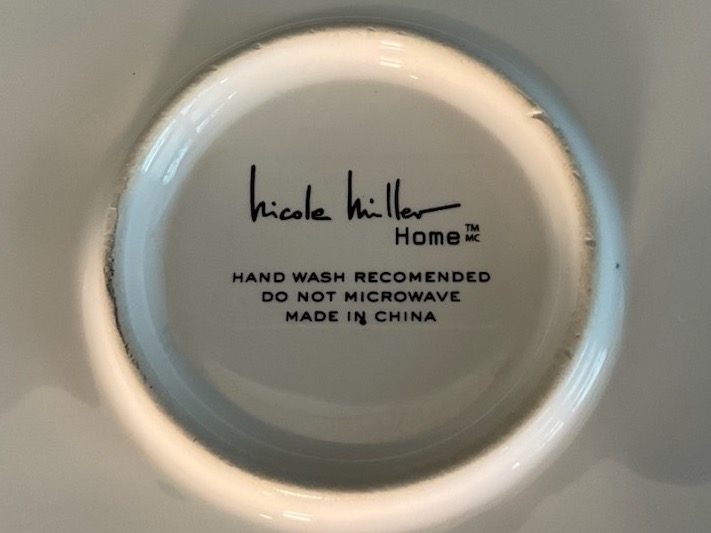 nicole miller
Home™ MC
HAND WASH RECOMENDED
DO NOT MICROWAVE
MADE IN CHINA